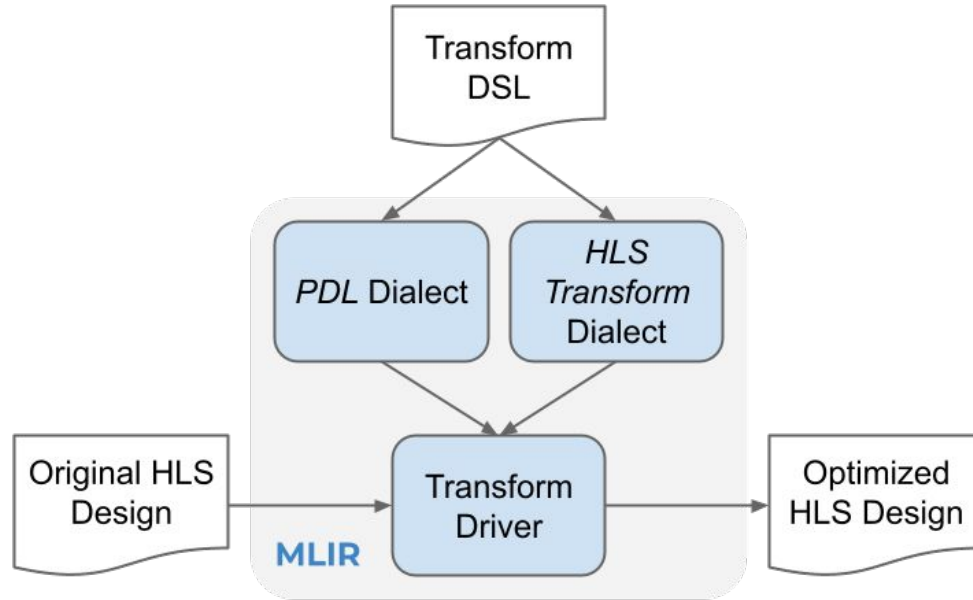 Transform
DSL
PDL Dialect
HLS
Transform
Dialect
Original HLS
Design
Transform
Driver
Optimized
HLS Design
MLIR